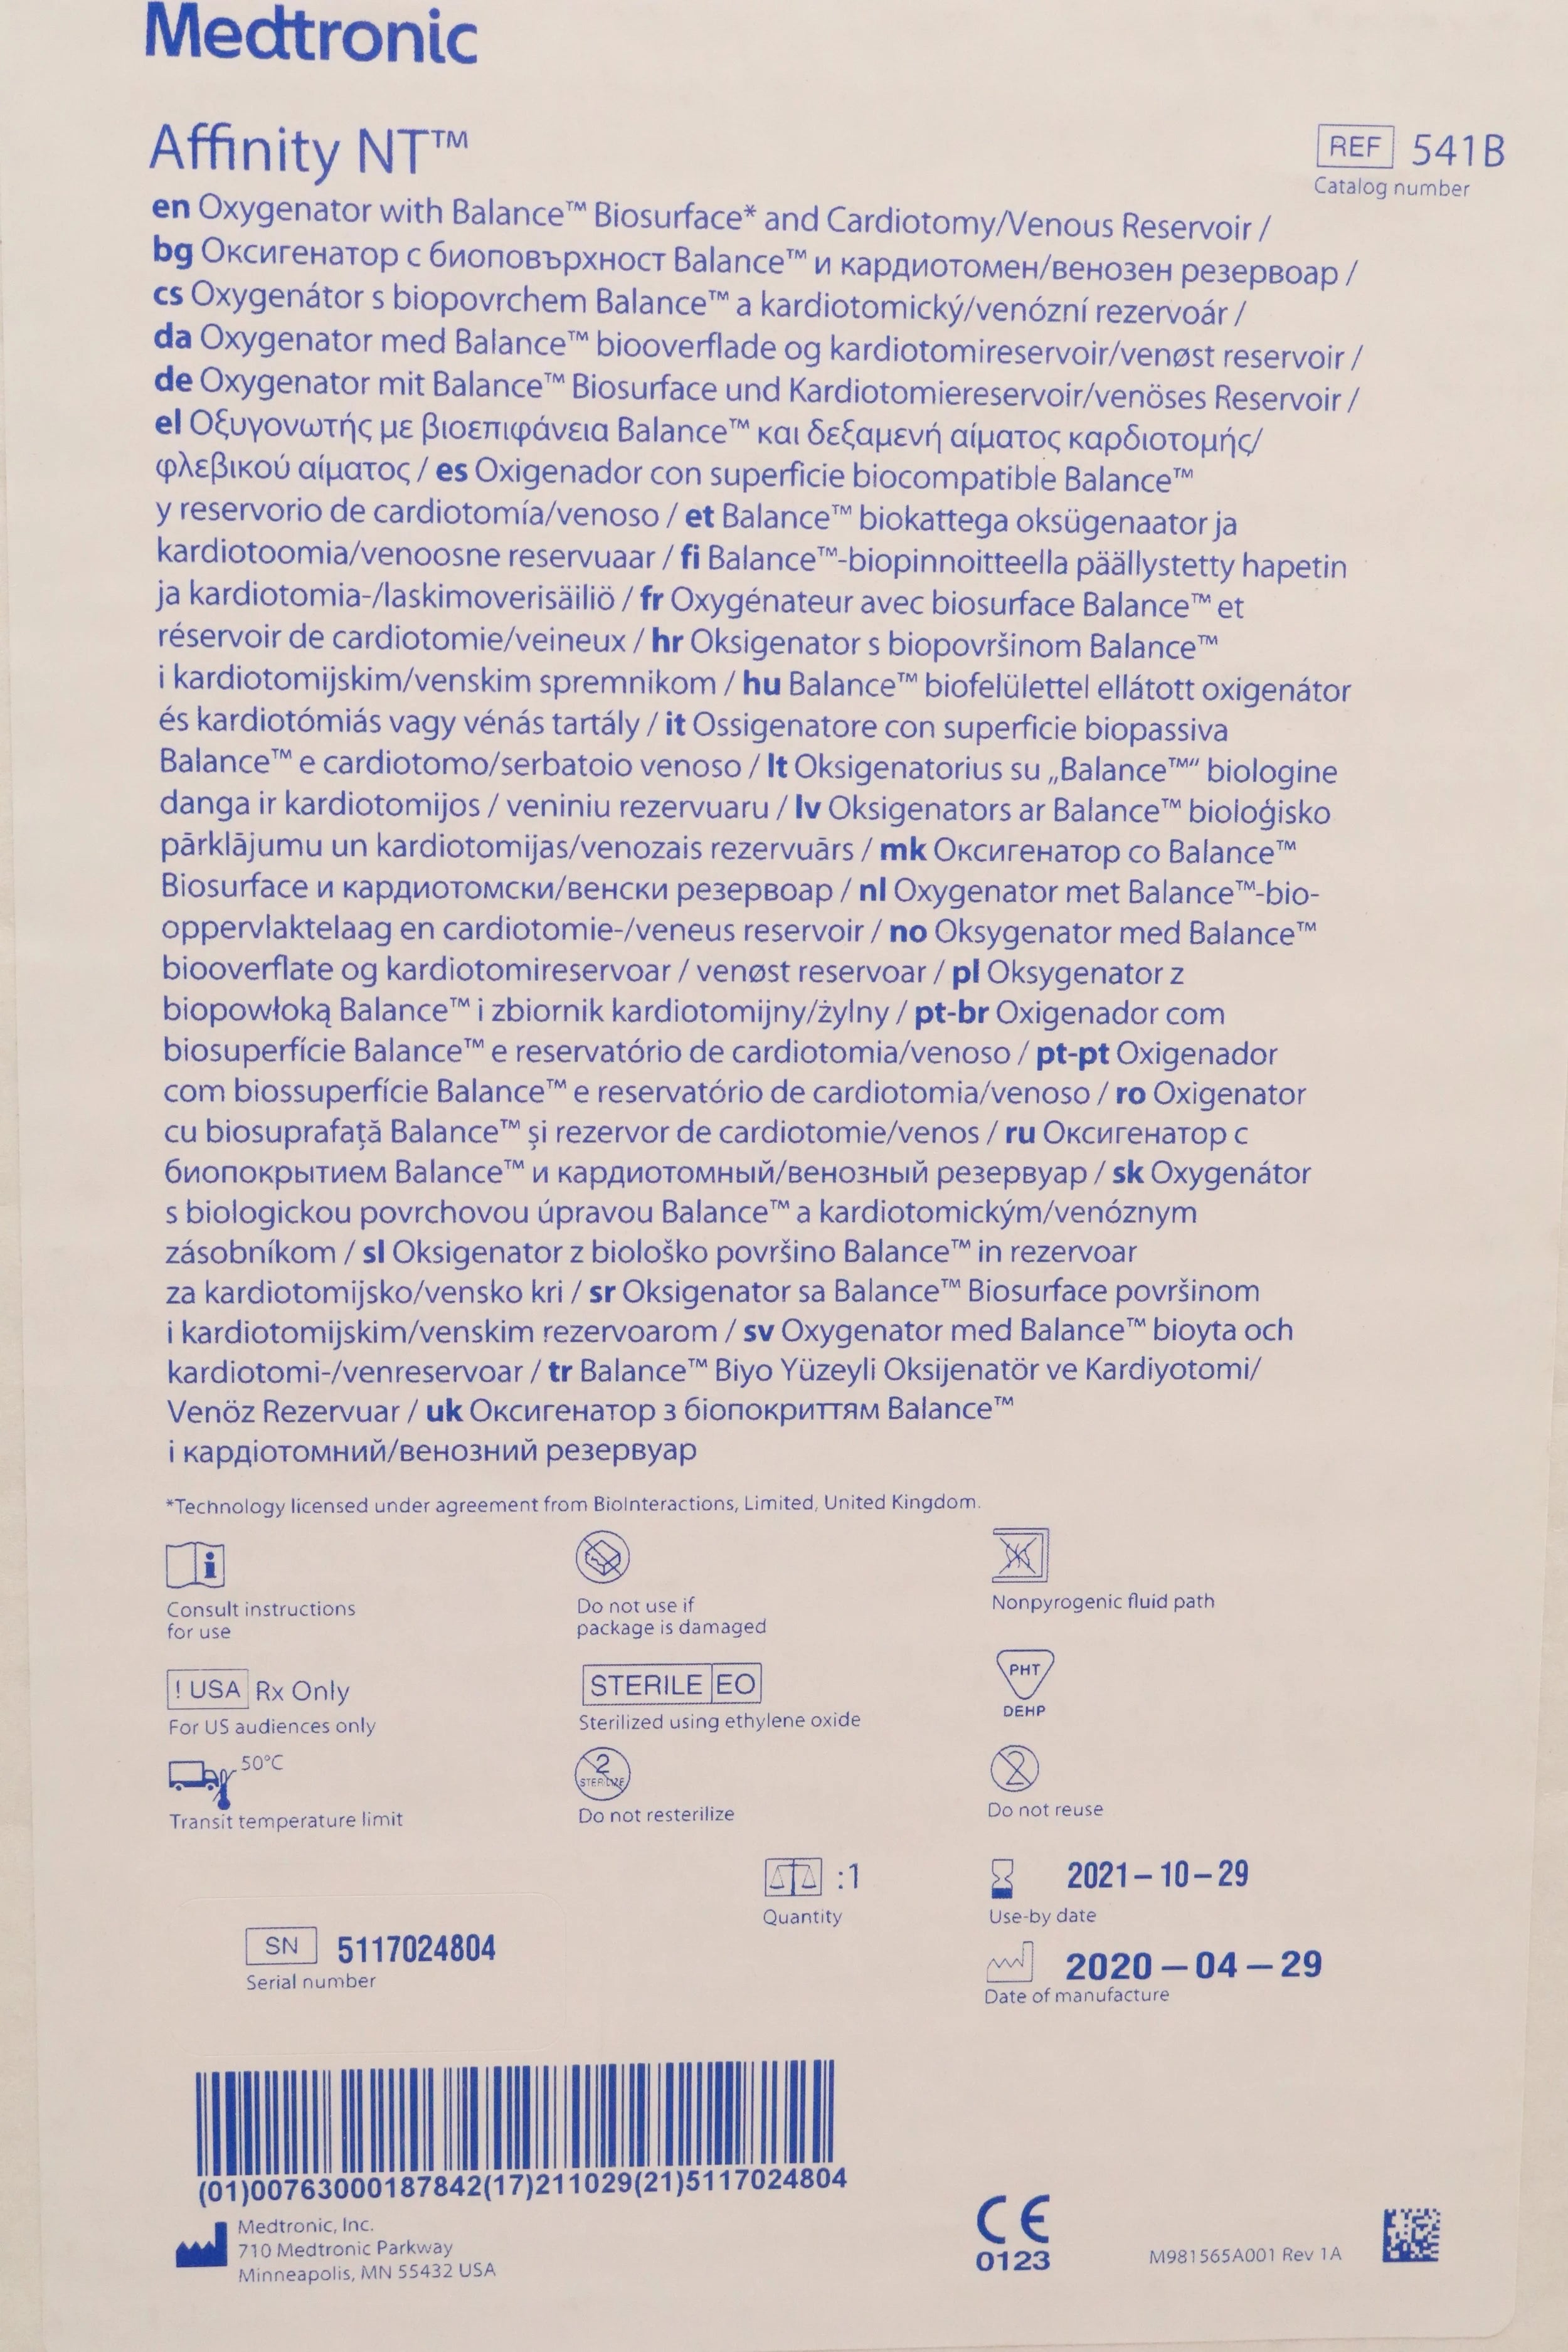 Medtronic
Affinity NT™
REF 541B
Catalog number
en Oxygenator with Balance™ Biosurface* and Cardiotomy/Venous Reservoir /
bg Оксигенатор с биоповърхност Balance™ и кардиотомен/венозен резервоар /
cs Oxygenátor s biopovrchem Balance™ a kardiotomický/venózní rezervoár /
da Oxygenator med Balance™ biooverflade og kardiotomireservoir/venøst reservoir /
de Oxygenator mit Balance™ Biosurface und Kardiotomiereservoir/venöses Reservoir /
el Οξυγονωτής με βιοεπιφάνεια Balance™ και δεξαμενή αίματος καρδιοτομής/
φλεβικού αίματος / es Oxigenador con superficie biocompatible Balance™
y reservorio de cardiotomía/venoso / et Balance™ biokattega oksügenaator ja
kardiotoomia/venoosne reservuaar / fi Balance™-biopinnoitteella päällystetty hapetin
ja kardiotomia-/laskimoverisäiliö / fr Oxygénateur avec biosurface Balance™ et
réservoir de cardiotomie/veineux / hr Oksigenator s biopovršinom Balance™
i kardiotomijskim/venskim spremnikom / hu Balance™ biofelülettel ellátott oxigenátor
és kardiotómiás vagy vénás tartály / it Ossigenatore con superficie biopassiva
Balance™ e cardiotomo/serbatoio venoso / lt Oksigenatorius su „Balance™“ biologine
danga ir kardiotomijos / veniniu rezervuaru / lv Oksigenators ar Balance™ bioloģisko
pārklājumu un kardiotomijas/venozais rezervuārs / mk Оксигенатор со Balance™
Biosurface и кардиотомски/венски резервоар / nl Oxygenator met Balance™-bio-
oppervlaktelaag en cardiotomie-/veneus reservoir / no Oksygenator med Balance™
biooverflate og kardiotomireservoar / venøst reservoar / pl Oksygenator z
biopowłoką Balance™ i zbiornik kardiotomijny/żylny / pt-br Oxigenador com
biosuperfície Balance™ e reservatório de cardiotomia/venoso / pt-pt Oxigenador
com biossuperfície Balance™ e reservatório de cardiotomia/venoso / ro Oxigenator
cu biosuprafață Balance™ și rezervor de cardiotomie/venos / ru Оксигенатор с
биопокрытием Balance™ и кардиотомный/венозный резервуар / sk Oxygenátor
s biologickou povrchovou úpravou Balance™ a kardiotomickým/venóznym
zásobníkom / sl Oksigenator z biološko površino Balance™ in rezervoar
za kardiotomijsko/vensko kri / sr Oksigenator sa Balance™ Biosurface površinom
i kardiotomijskim/venskim rezervoarom / sv Oxygenator med Balance™ bioyta och
kardiotomi-/venreservoar / tr Balance™ Biyo Yüzeyli Oksijenatör ve Kardiyotomi/
Venöz Rezervuar / uk Оксигенатор з біопокриттям Balance™
і кардіотомний/венозний резервуар
*Technology licensed under agreement from BioInteractions, Limited, United Kingdom.
Consult instructions
for use
Do not use if
package is damaged
Nonpyrogenic fluid path
! USA Rx Only
For US audiences only
STERILE EO
Sterilized using ethylene oxide
PHT
DEHP
50°C
Transit temperature limit
2
STERILIZE
Do not resterilize
2
Do not reuse
:1
Quantity
2021-10-29
Use-by date
SN 5117024804
Serial number
2020-04-29
Date of manufacture
(01)00763000187842(17)211029(21)5117024804
Medtronic, Inc.
710 Medtronic Parkway
Minneapolis, MN 55432 USA
CE
0123
M981565A001 Rev 1A